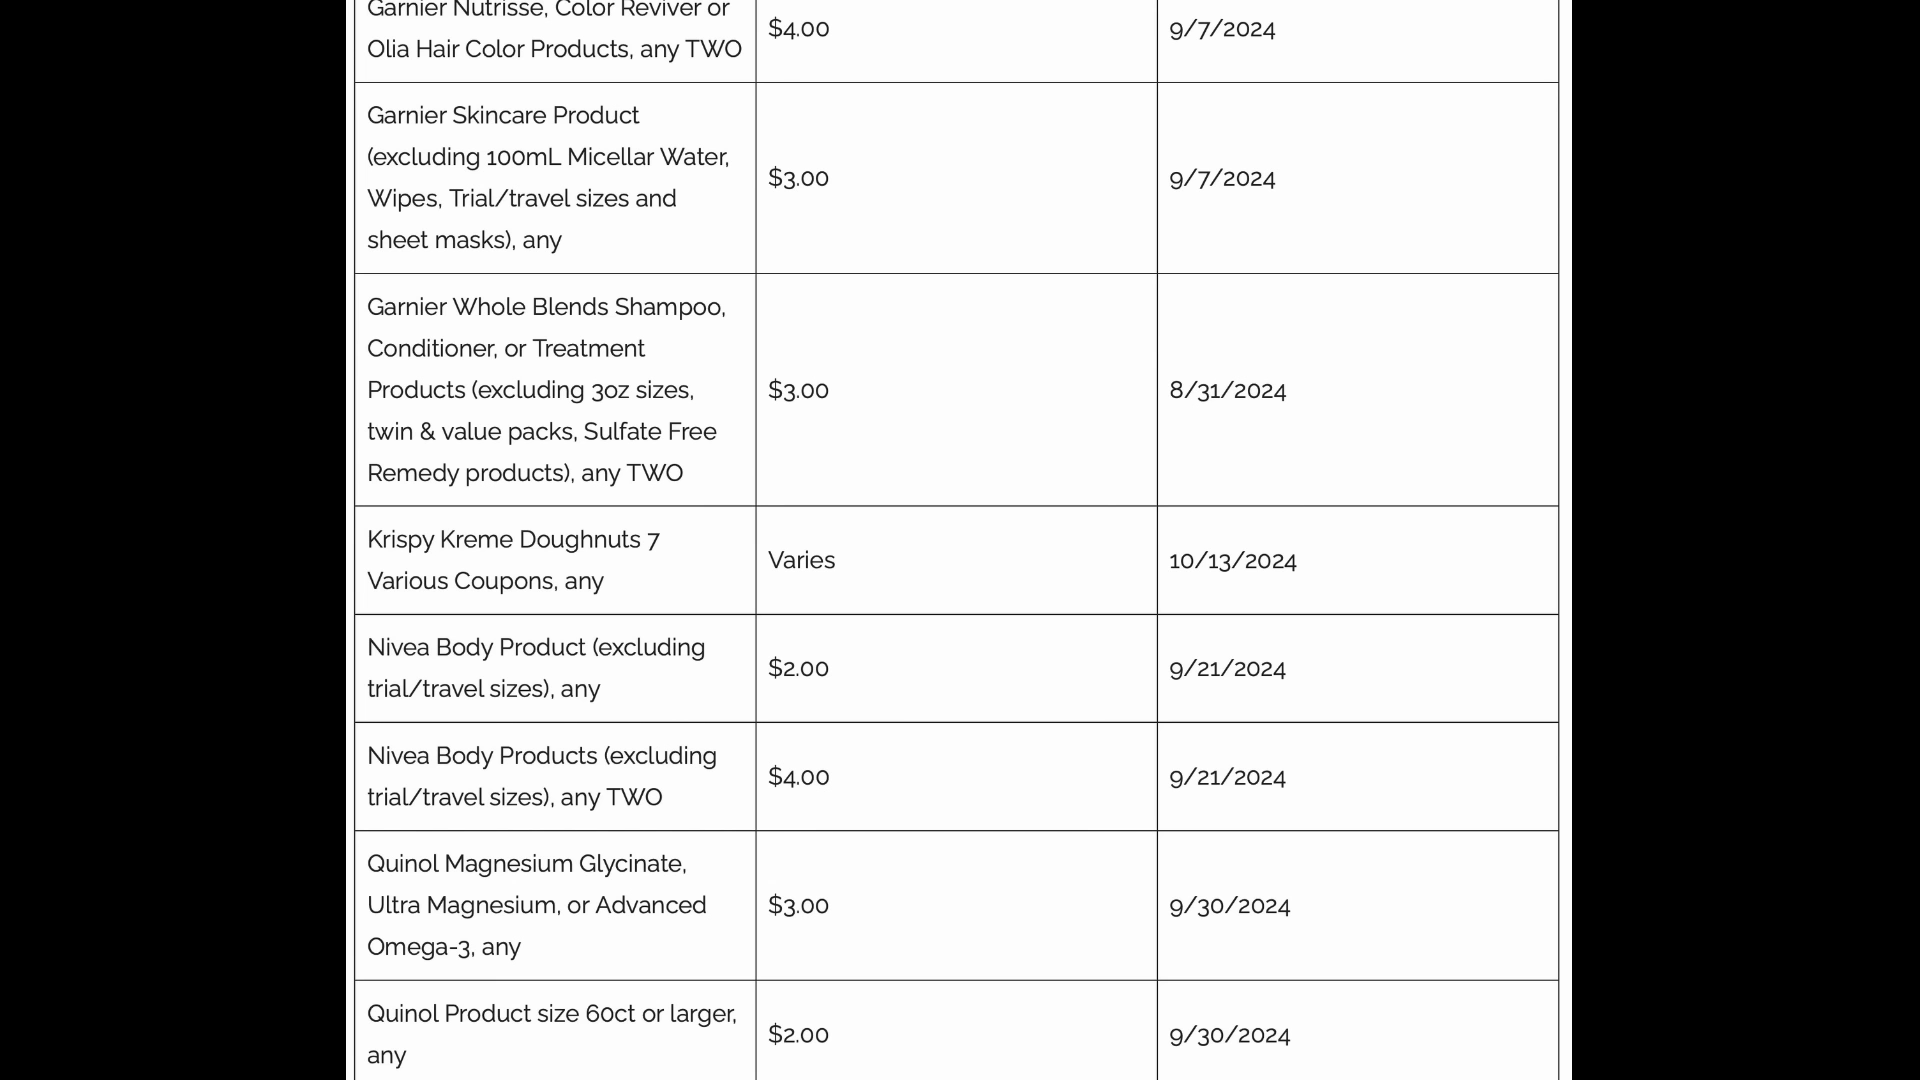 Garnier Nutrisse, Color Reviver or
Olia Hair Color Products, any TWO
$4.00
9/7/2024
Garnier Skincare Product
(excluding 100mL Micellar Water,
Wipes, Trial/travel sizes and
sheet masks), any
$3.00
9/7/2024
Garnier Whole Blends Shampoo,
Conditioner, or Treatment
Products (excluding 3oz sizes,
twin & value packs, Sulfate Free
Remedy products), any TWO
$3.00
8/31/2024
Krispy Kreme Doughnuts 7
Various Coupons, any
Varies
10/13/2024
Nivea Body Product (excluding
trial/travel sizes), any
$2.00
9/21/2024
Nivea Body Products (excluding
trial/travel sizes), any TWO
$4.00
9/21/2024
Quinol Magnesium Glycinate,
Ultra Magnesium, or Advanced
Omega-3, any
$3.00
9/30/2024
Quinol Product size 60ct or larger,
any
$2.00
9/30/2024